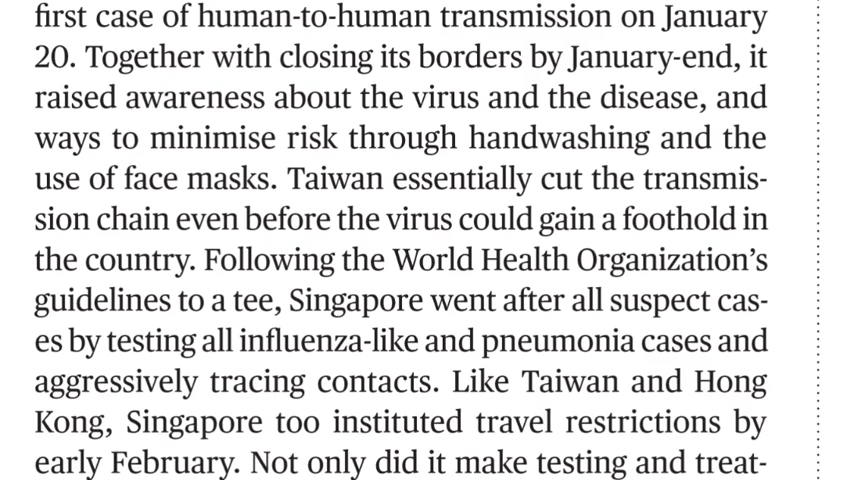 first case of human-to-human transmission on January
20. Together with closing its borders by January-end, it
raised awareness about the virus and the disease, and
ways to minimise risk through handwashing and the
use of face masks. Taiwan essentially cut the transmis-
sion chain even before the virus could gain a foothold in
the country. Following the World Health Organization’s
guidelines to a tee, Singapore went after all suspect cas-
es by testing all influenza-like and pneumonia cases and
aggressively tracing contacts. Like Taiwan and Hong
Kong, Singapore too instituted travel restrictions by
early February. Not only did it make testing and treat-